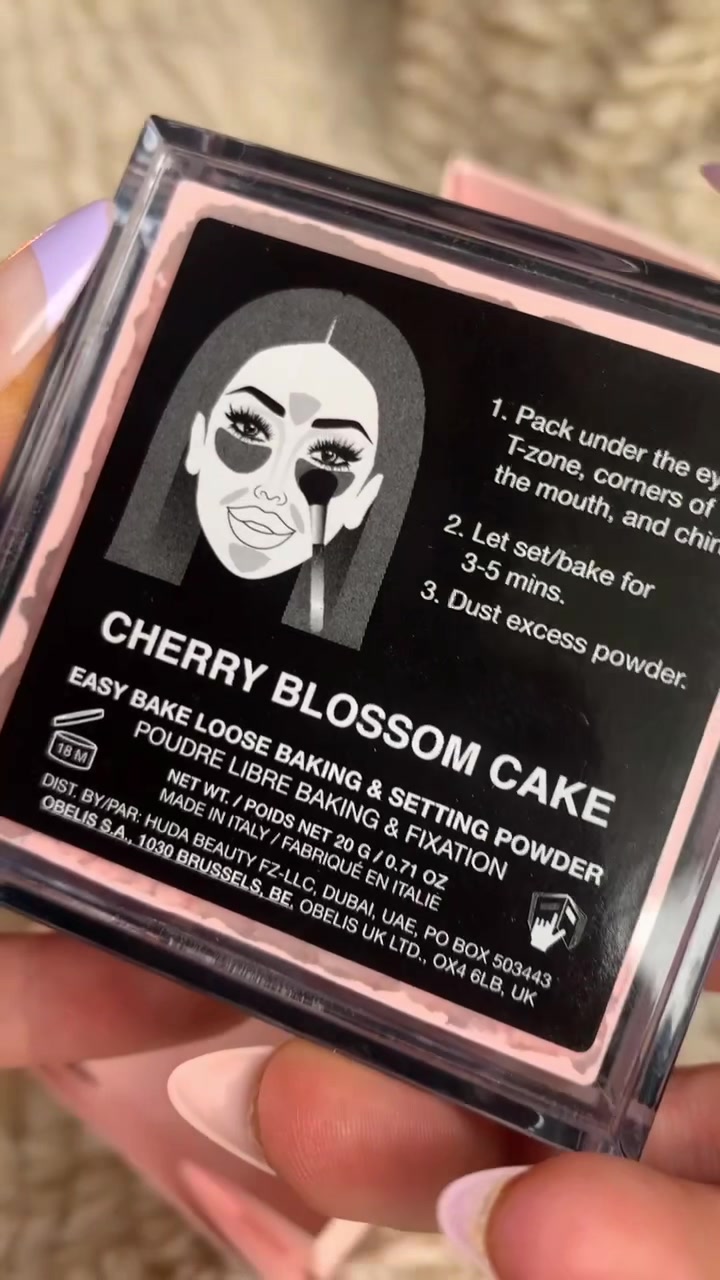 1. Pack under the ey
T-zone, corners of
the mouth, and chin
2. Let set/bake for
3-5 mins.
3. Dust excess powder.
CHERRY BLOSSOM CAKE
EASY BAKE LOOSE BAKING & SETTING POWDER
POUDRE LIBRE BAKING & FIXATION
18 M
NET WT. / POIDS NET 20 G / 0.71 OZ
MADE IN ITALY / FABRIQUÉ EN ITALIE
DIST. BY/PAR: HUDA BEAUTY FZ-LLC, DUBAI, UAE, PO BOX 503443
OBELIS S.A., 1030 BRUSSELS, BE, OBELIS UK LTD., OX4 6LB, UK